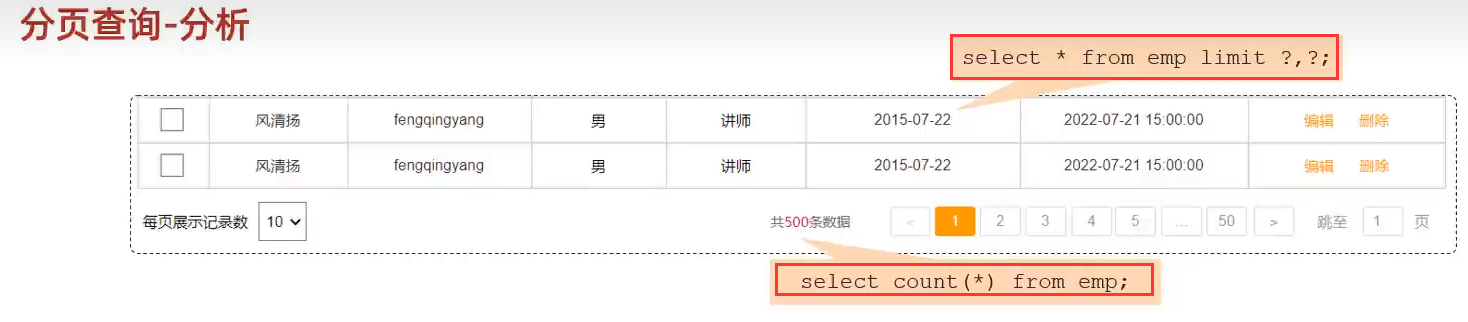 分页查询-分析
select * from emp limit ?,?;
风清扬 fengqingyang 男 讲师 2015-07-22 2022-07-21 15:00:00 编辑 删除
风清扬 fengqingyang 男 讲师 2015-07-22 2022-07-21 15:00:00 编辑 删除
每页展示记录数 10 共500条数据 < 1 2 3 4 5 ... 50 > 跳至 1 页
select count(*) from emp;